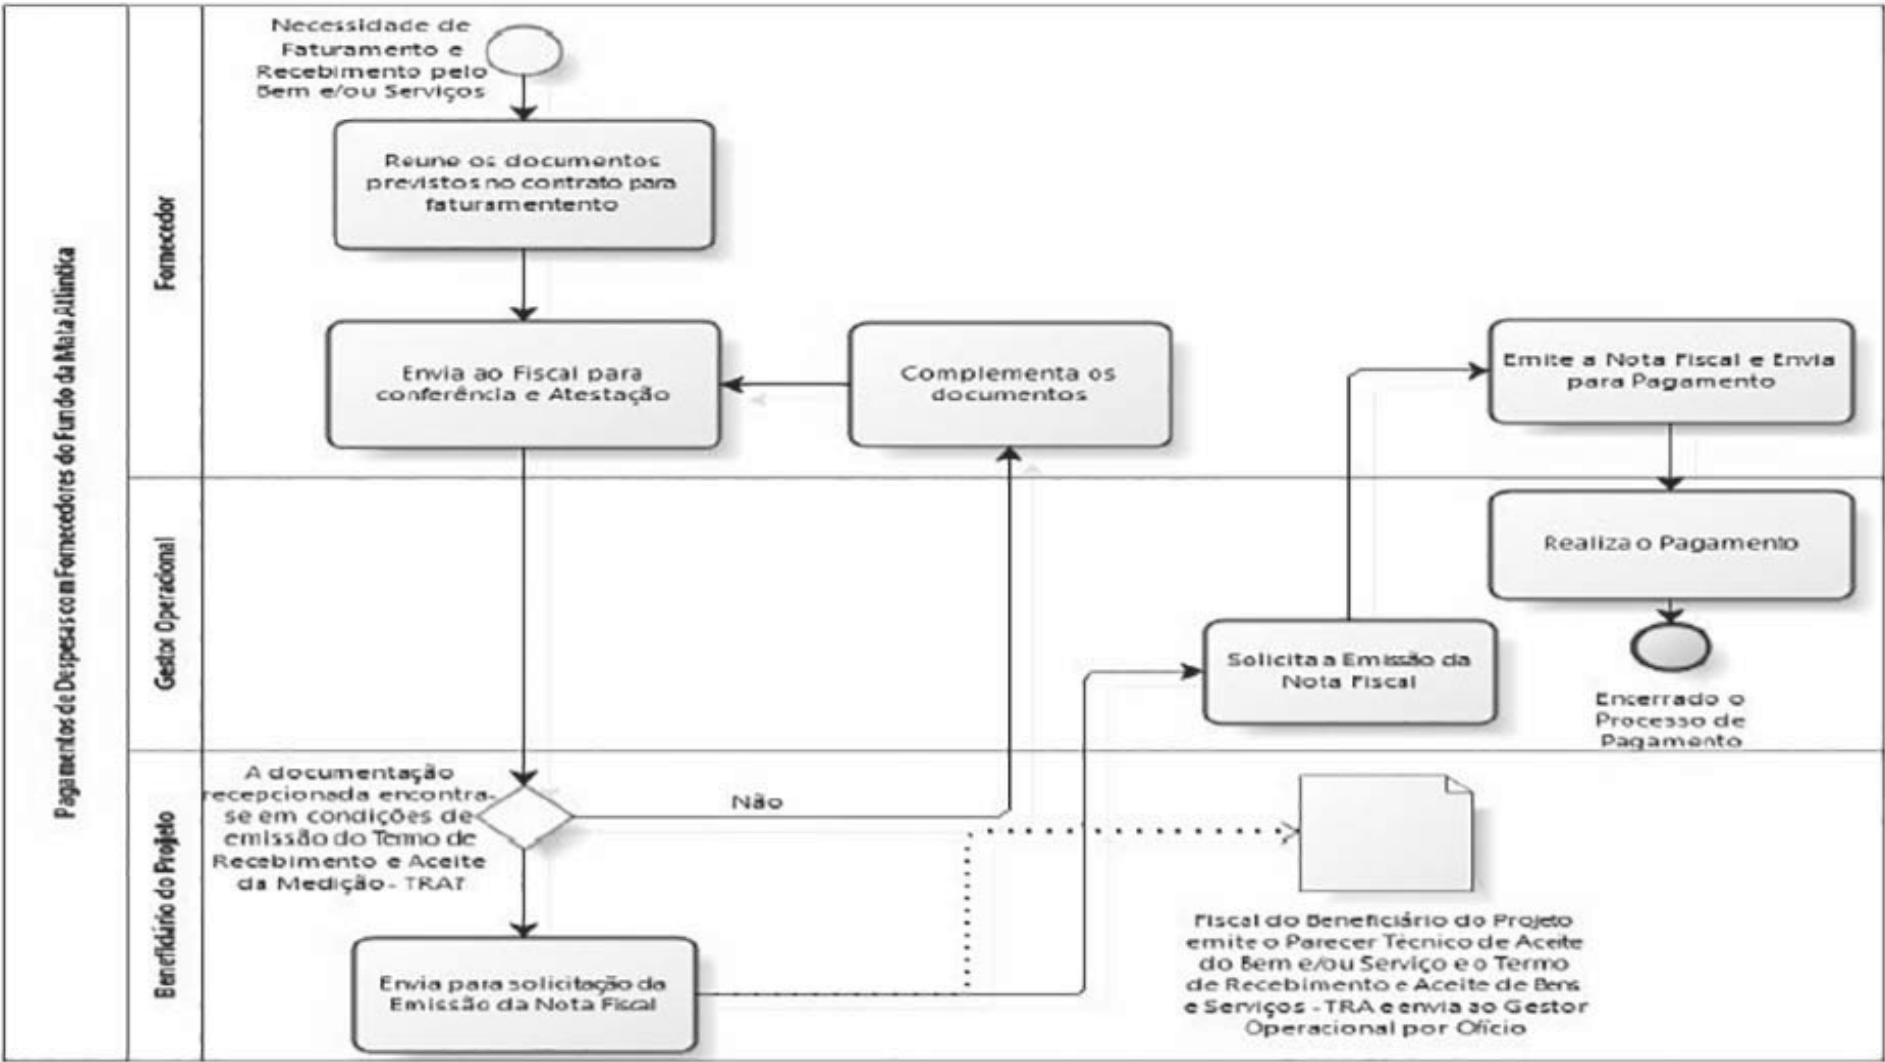 Pagamentos de Despesas com Fornecedores do Fundo da Mata Atlântica
Fornecedor
Necessidade de
Faturamento e
Recebimento pelo
Bem e/ou Serviços
Reune os documentos
previstos no contrato para
faturamentento
Envia ao Fiscal para
conferência e Atestação
Complementa os
documentos
Emite a Nota Fiscal e Envia
para Pagamento
Gestor Operacional
Realiza o Pagamento
Solicita a Emissão da
Nota Fiscal
Encerrado o
Processo de
Pagamento
Beneficiário do Projeto
A documentação
recepcionada encontra-
se em condições de
emissão do Termo de
Recebimento e Aceite
da Medição - TRA?
Não
Envia para solicitação da
Emissão da Nota Fiscal
Fiscal do Beneficiário do Projeto
emite o Parecer Técnico de Aceite
do Bem e/ou Serviço e o Termo
de Recebimento e Aceite de Bens
e Serviços - TRA e envia ao Gestor
Operacional por Ofício